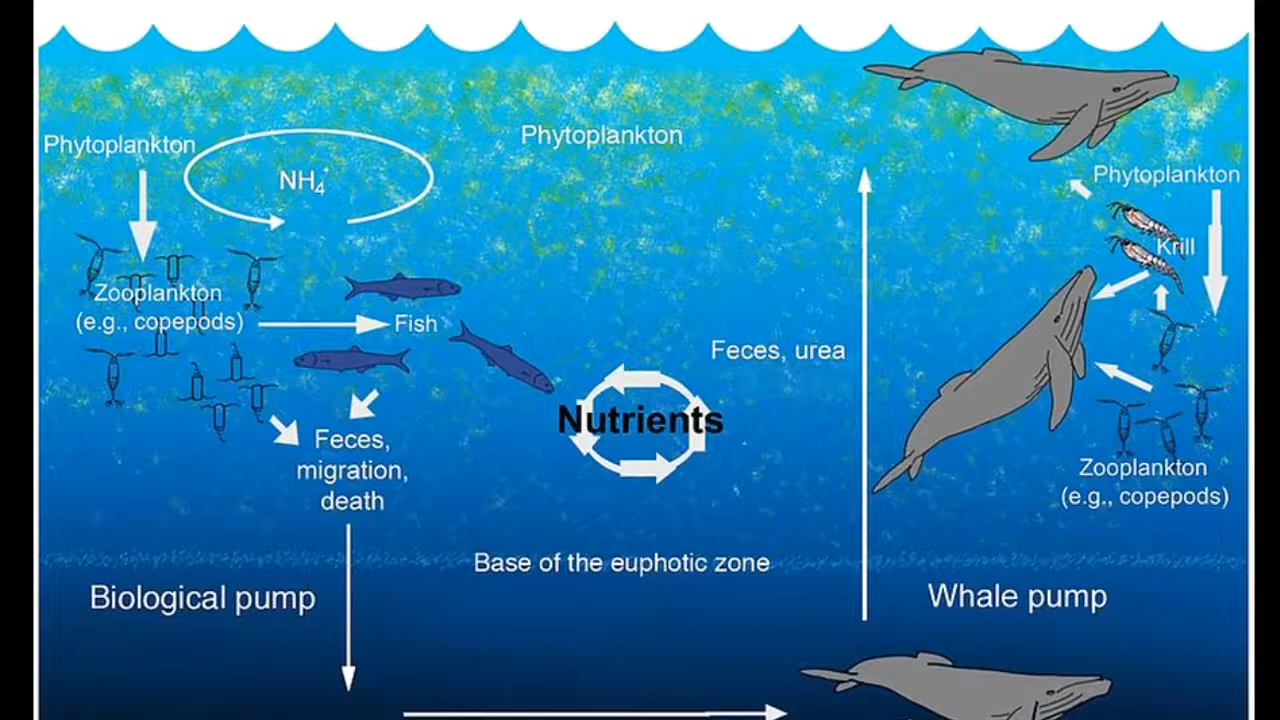 Phytoplankton
NH4+
Phytoplankton
Phytoplankton
Krill
Zooplankton
(e.g., copepods)
Fish
Feces, urea
Nutrients
Feces,
migration,
death
Zooplankton
(e.g., copepods)
Base of the euphotic zone
Biological pump
Whale pump